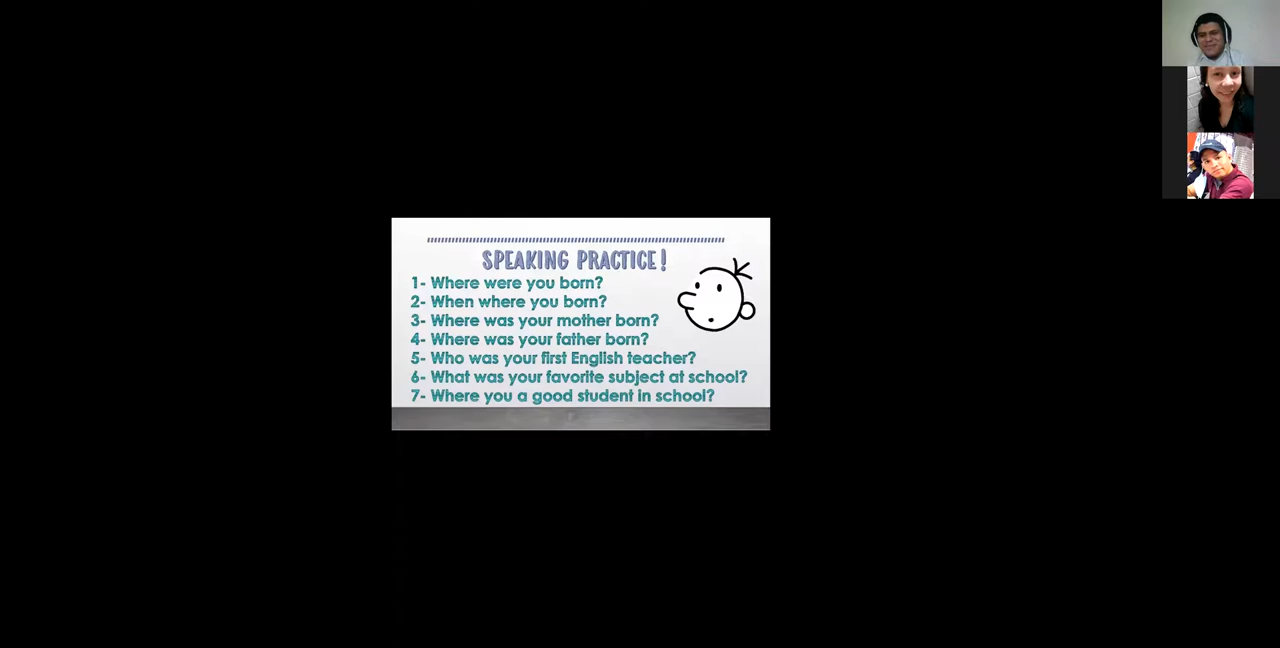 SPEAKING PRACTICE!
1- Where were you born?
2- When where you born?
3- Where was your mother born?
4- Where was your father born?
5- Who was your first English teacher?
6- What was your favorite subject at school?
7- Where you a good student in school?